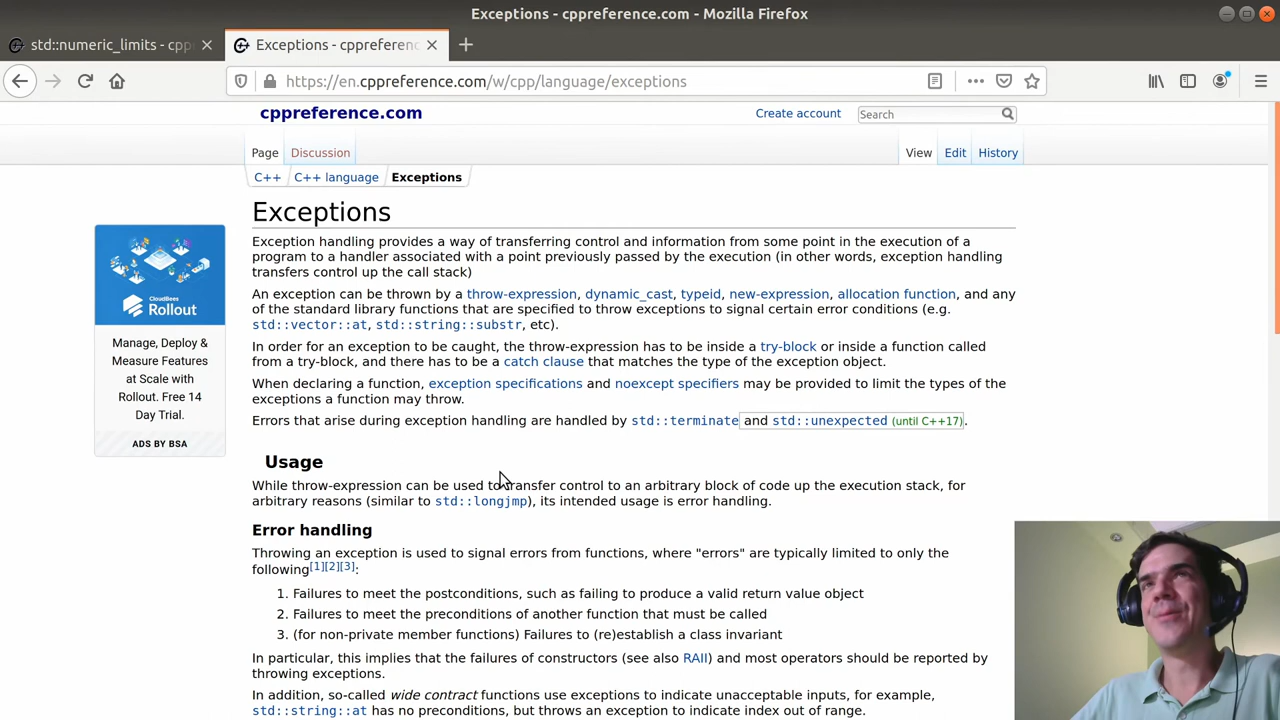 Exceptions - cppreference.com - Mozilla Firefox
std::numeric_limits - cpp
Exceptions - cppreferenc
https://en.cppreference.com/w/cpp/language/exceptions
cppreference.com
Create account
Search
Page
Discussion
View
Edit
History
C++
C++ language
Exceptions
Exceptions
Exception handling provides a way of transferring control and information from some point in the execution of a
program to a handler associated with a point previously passed by the execution (in other words, exception handling
transfers control up the call stack)
An exception can be thrown by a throw-expression, dynamic_cast, typeid, new-expression, allocation function, and any
of the standard library functions that are specified to throw exceptions to signal certain error conditions (e.g.
std::vector::at, std::string::substr, etc).
In order for an exception to be caught, the throw-expression has to be inside a try-block or inside a function called
from a try-block, and there has to be a catch clause that matches the type of the exception object.
When declaring a function, exception specifications and noexcept specifiers may be provided to limit the types of the
exceptions a function may throw.
Errors that arise during exception handling are handled by std::terminate and std::unexpected (until C++17).
CloudBees
Rollout
Manage, Deploy &
Measure Features
at Scale with
Rollout. Free 14
Day Trial.
ADS BY BSA
Usage
While throw-expression can be used to transfer control to an arbitrary block of code up the execution stack, for
arbitrary reasons (similar to std::longjmp), its intended usage is error handling.
Error handling
Throwing an exception is used to signal errors from functions, where "errors" are typically limited to only the
following[1][2][3]:
1. Failures to meet the postconditions, such as failing to produce a valid return value object
2. Failures to meet the preconditions of another function that must be called
3. (for non-private member functions) Failures to (re)establish a class invariant
In particular, this implies that the failures of constructors (see also RAII) and most operators should be reported by
throwing exceptions.
In addition, so-called wide contract functions use exceptions to indicate unacceptable inputs, for example,
std::string::at has no preconditions, but throws an exception to indicate index out of range.